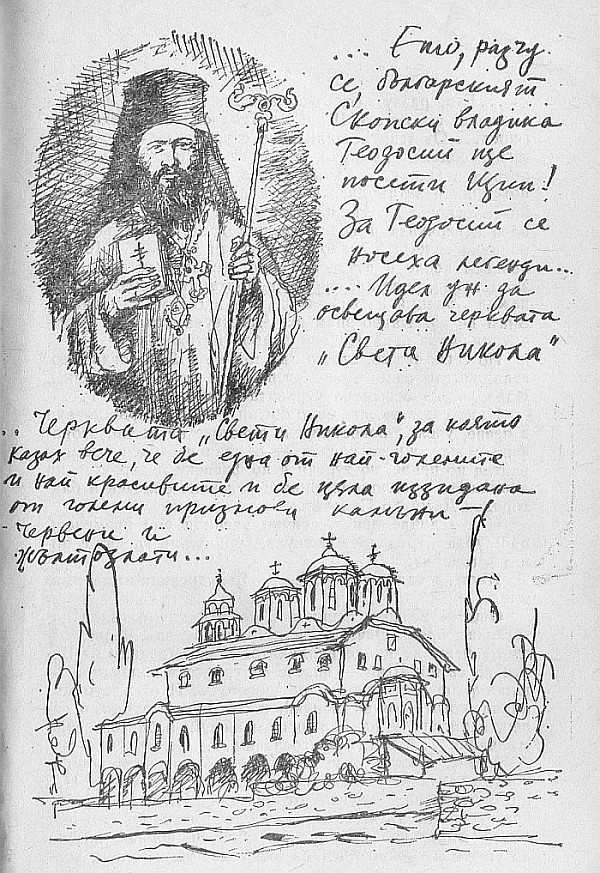 ... Ето, разчу
се, българският
Скопски владика
Теодосий ще
посети Щип!
За Теодосий се
носеха легенди...
.... Идел уж да
освещава черквата
„Свети Никола“
.. Черквата „Свети Никола“, за която
казах вече, че бе една от най-големите
и най красивите и бе цяла иззидана
от големи призмови камъни –
червени и
жълтозлати...